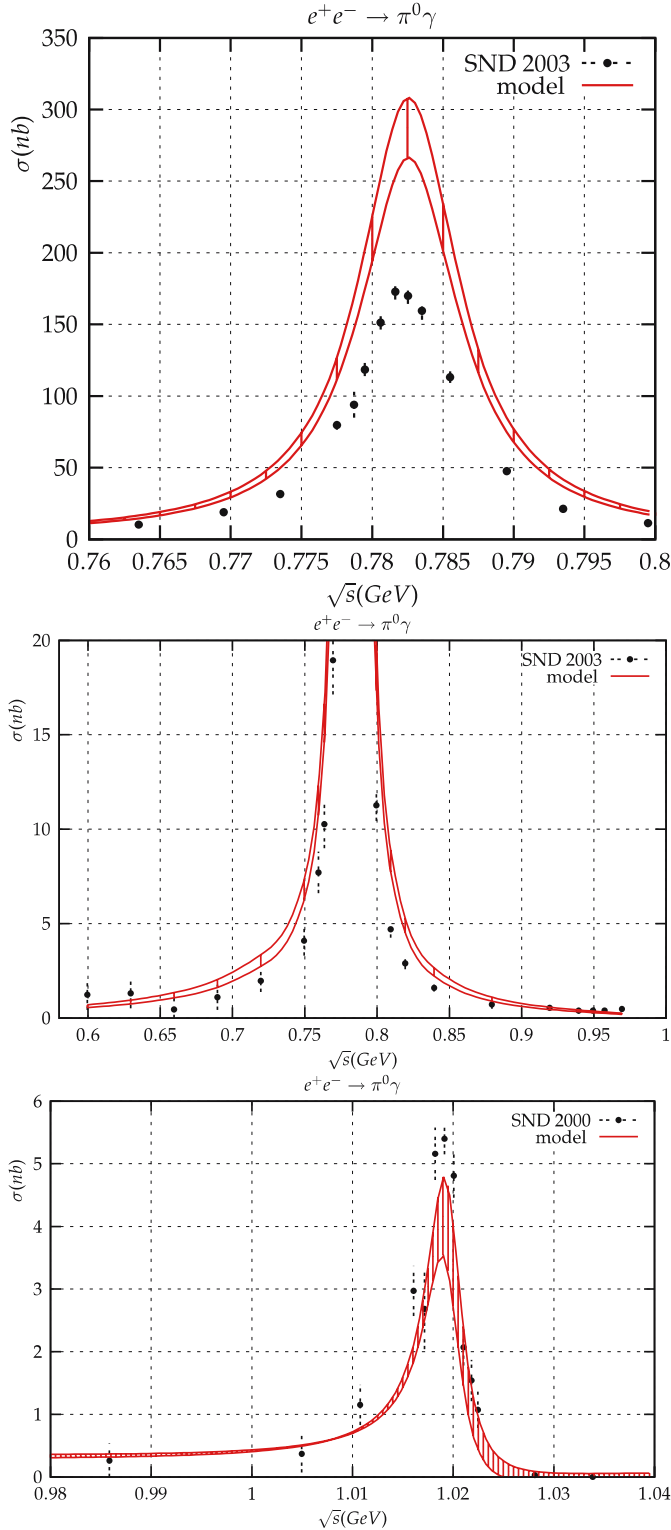 e⁺e⁻ → π⁰γ
350
300
250
200
150
100
50
0
σ(nb)
SND 2003
model
0.76 0.765 0.77 0.775 0.78 0.785 0.79 0.795 0.8
√s(GeV)
e⁺e⁻ → π⁰γ
20
15
10
5
0
σ(nb)
SND 2003
model
0.6 0.65 0.7 0.75 0.8 0.85 0.9 0.95 1
√s(GeV)
e⁺e⁻ → π⁰γ
6
5
4
3
2
1
0
σ(nb)
SND 2000
model
0.98 0.99 1 1.01 1.02 1.03 1.04
√s(GeV)